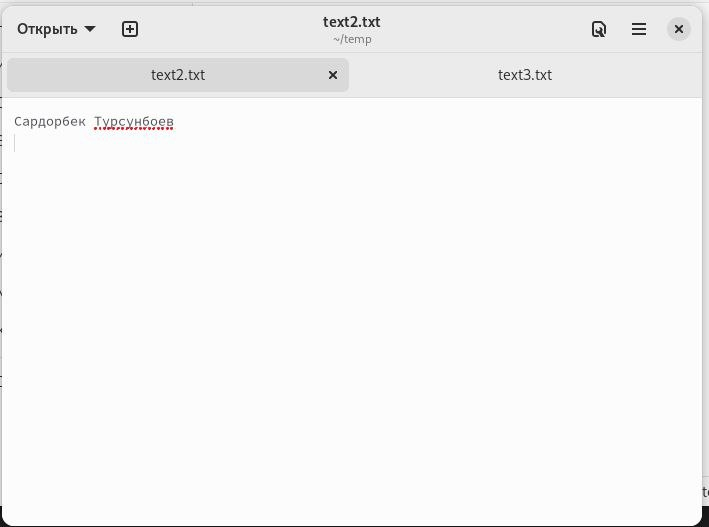 Открыть
text2.txt
~/temp
text2.txt
text3.txt
Сардорбек Турсунбоев